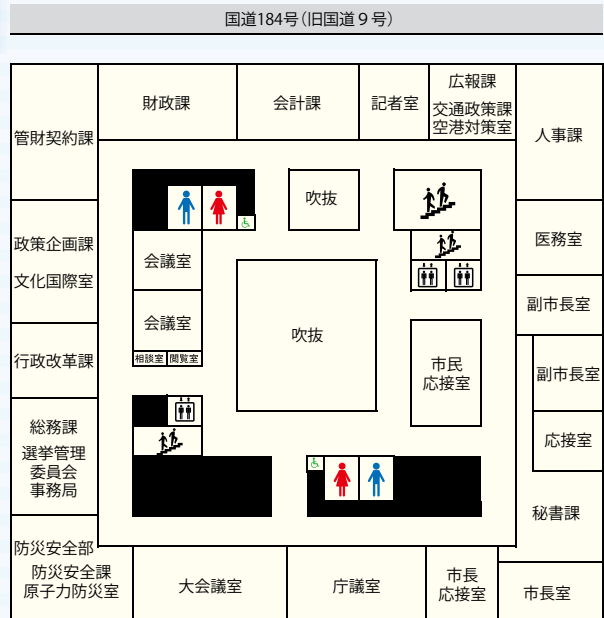 国道184号(旧国道９号)
財政課
会計課
記者室
広報課
交通政策課
空港対策室
管財契約課
人事課
吹抜
政策企画課
文化国際室
会議室
医務室
会議室
吹抜
副市長室
行政改革課
相談室
閲覧室
市民
応接室
副市長室
総務課
選挙管理
委員会
事務局
応接室
秘書課
防災安全部
防災安全課
原子力防災室
大会議室
庁議室
市長
応接室
市長室